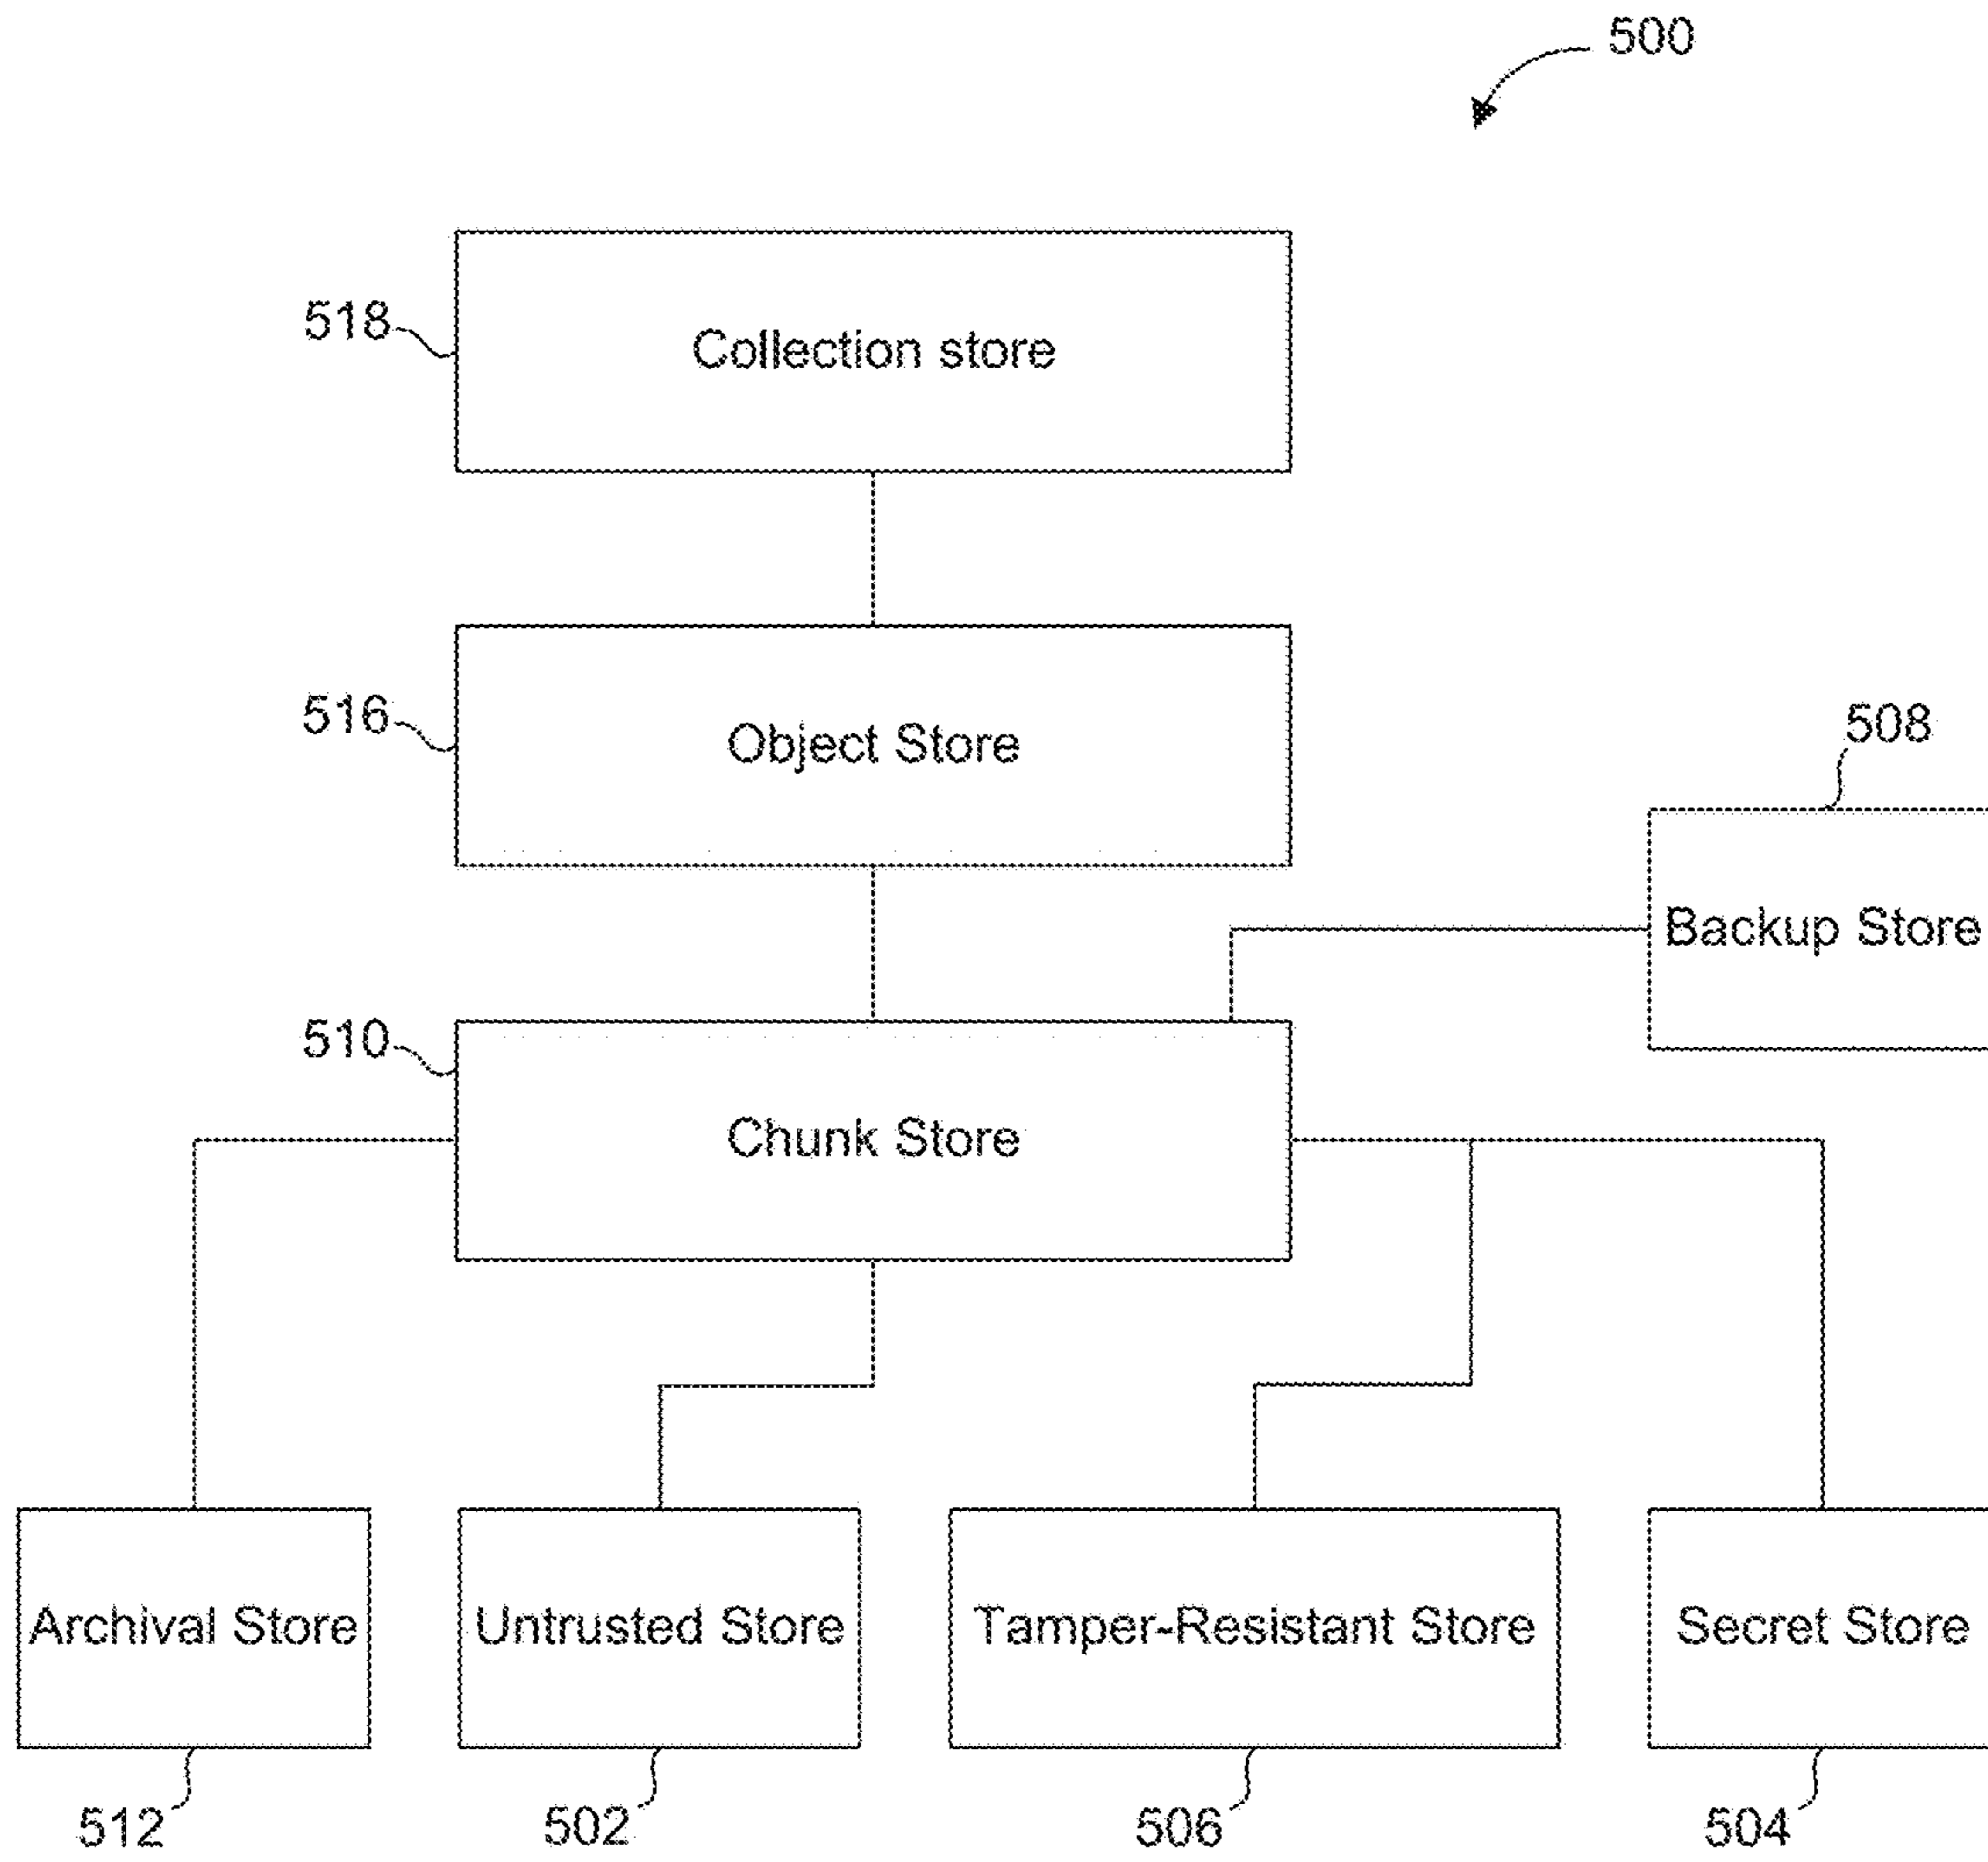 500
518
Collection store
516
Object Store
508
Backup Store
510
Chunk Store
Archival Store
Untrusted Store
Tamper-Resistant Store
Secret Store
512
502
506
504